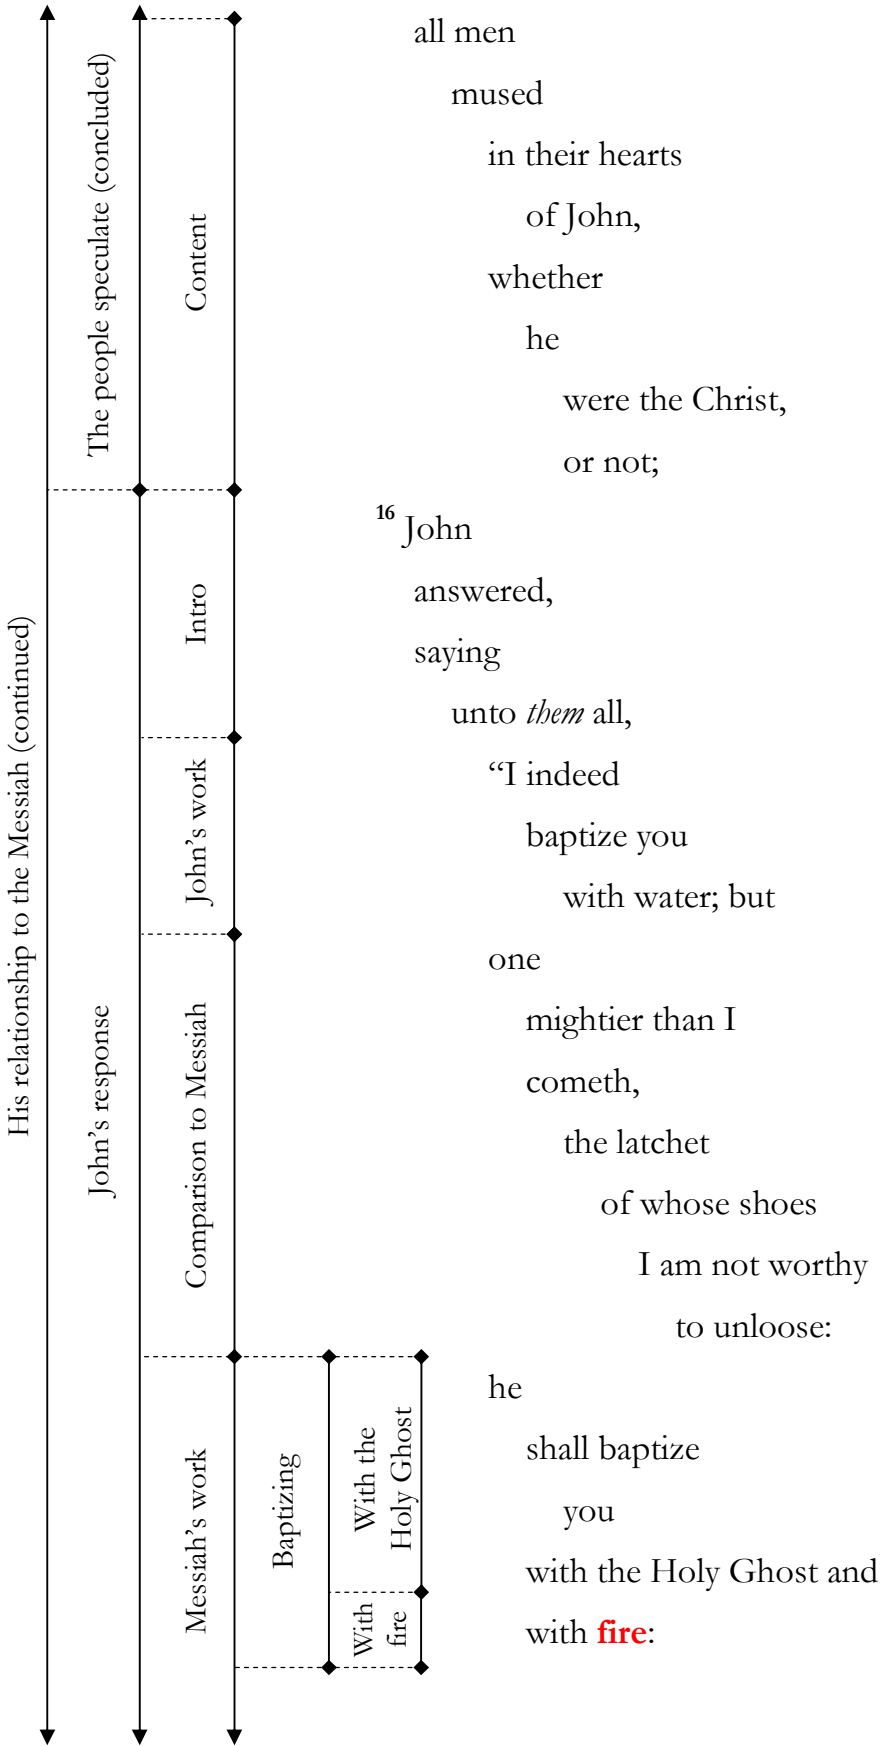 His relationship to the Messiah (continued)
The people speculate (concluded)
John’s response
Content
Intro
John’s work
Comparison to Messiah
Messiah’s work
Baptizing
With the
Holy Ghost
With
fire
all men
mused
in their hearts
of John,
whether
he
were the Christ,
or not;
16 John
answered,
saying
unto them all,
“I indeed
baptize you
with water; but
one
mightier than I
cometh,
the latchet
of whose shoes
I am not worthy
to unloose:
he
shall baptize
you
with the Holy Ghost and
with fire: